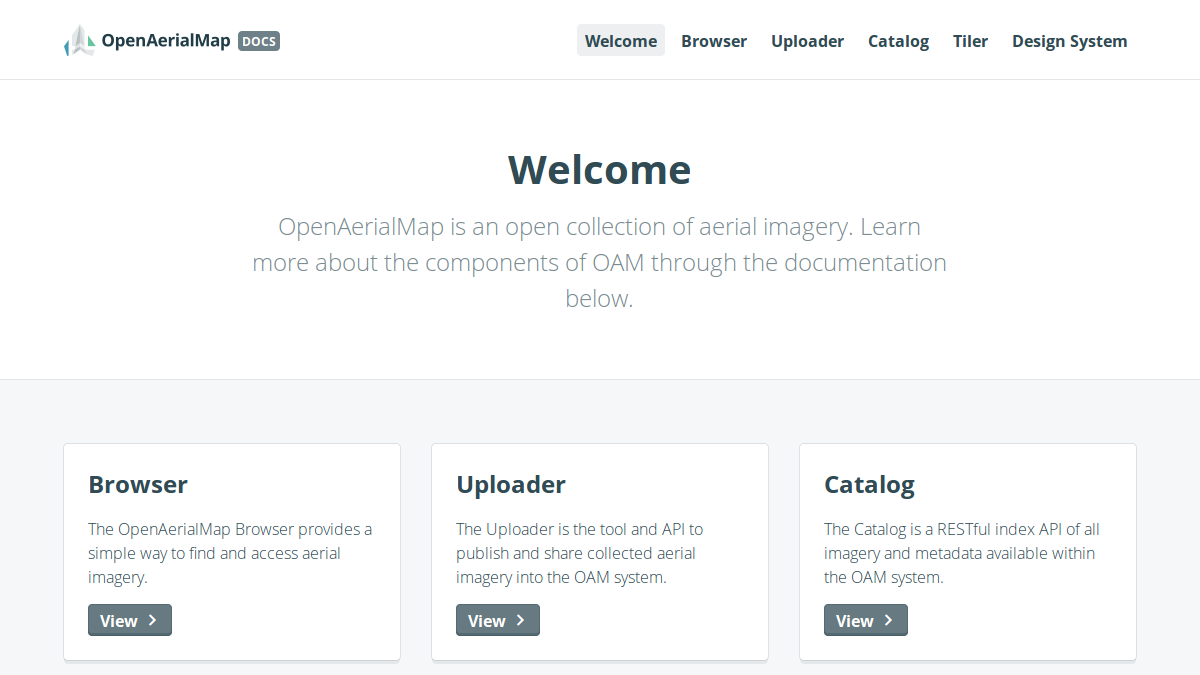 OpenAerialMap DOCS
Welcome Browser Uploader Catalog Tiler Design System
Welcome
OpenAerialMap is an open collection of aerial imagery. Learn
more about the components of OAM through the documentation
below.
Browser
The OpenAerialMap Browser provides a
simple way to find and access aerial
imagery.
View
Uploader
The Uploader is the tool and API to
publish and share collected aerial
imagery into the OAM system.
View
Catalog
The Catalog is a RESTful index API of all
imagery and metadata available within
the OAM system.
View